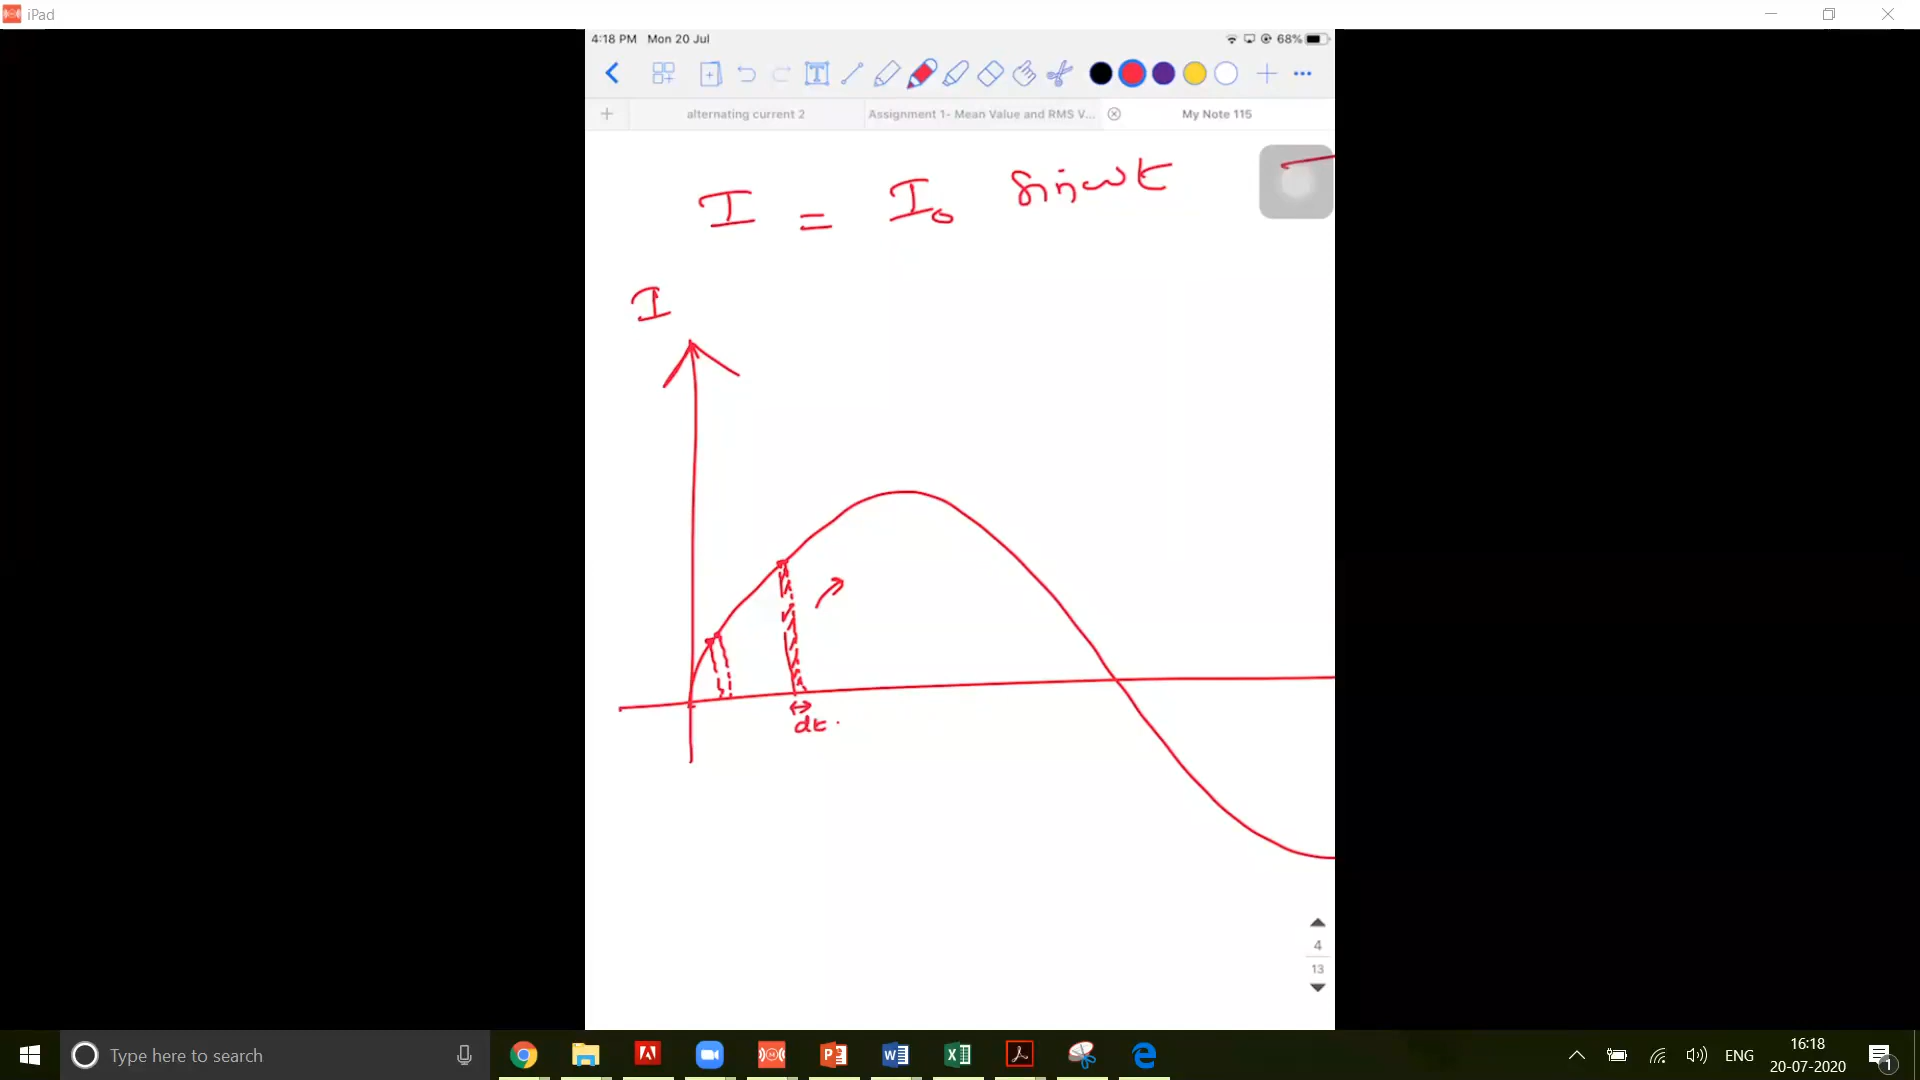 iPad
4:18 PM Mon 20 Jul
68%
alternating current 2
Assignment 1- Mean Value and RMS V...
My Note 115
I = I₀ sinωt
I
dt
4
13
Type here to search
ENG
16:18
20-07-2020
1